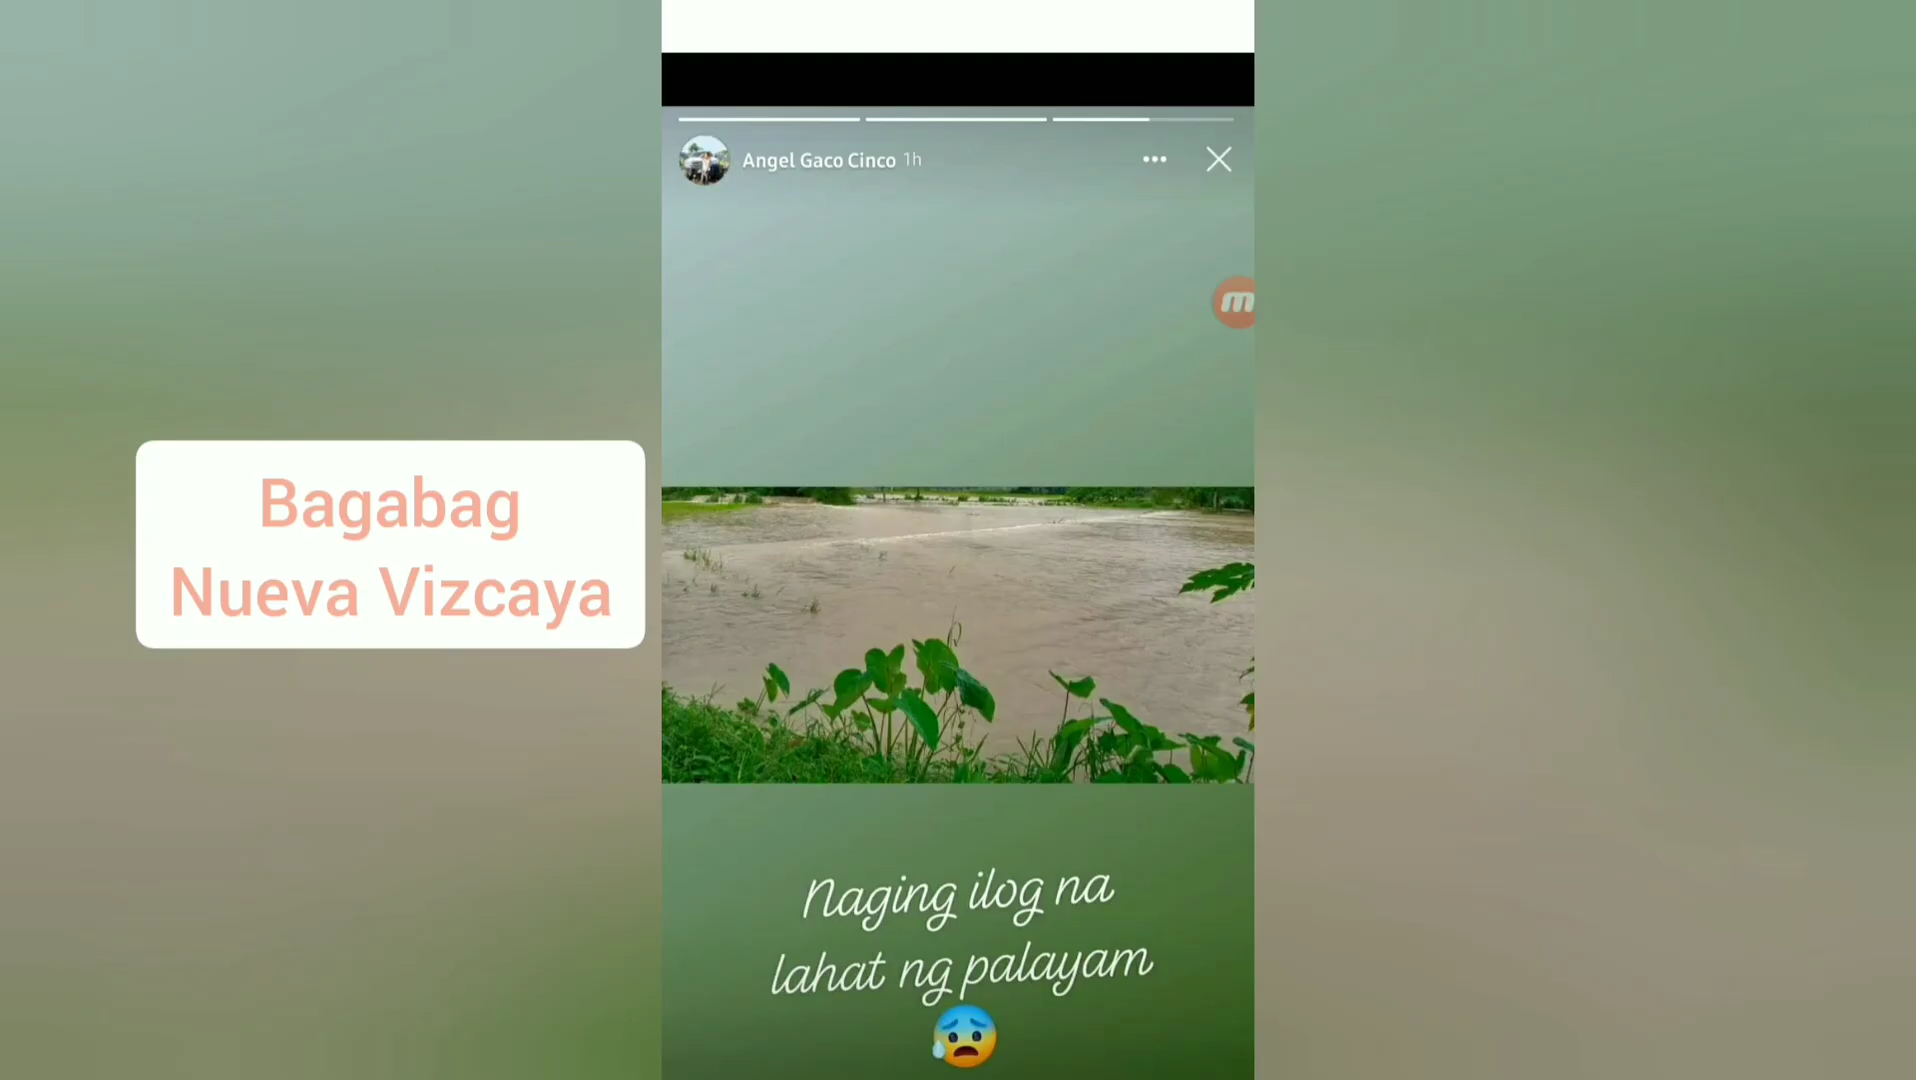 Angel Gaco Cinco 1h
m
Bagabag
Nueva Vizcaya
Naging ilog na
lahat ng palayam